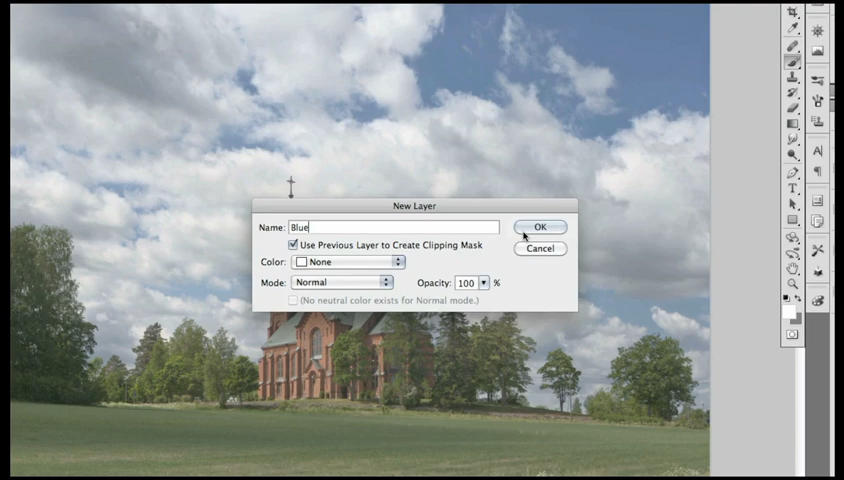 New Layer
Name: Blue
OK
Use Previous Layer to Create Clipping Mask
Cancel
Color: None
Mode: Normal Opacity: 100 %
(No neutral color exists for Normal mode.)